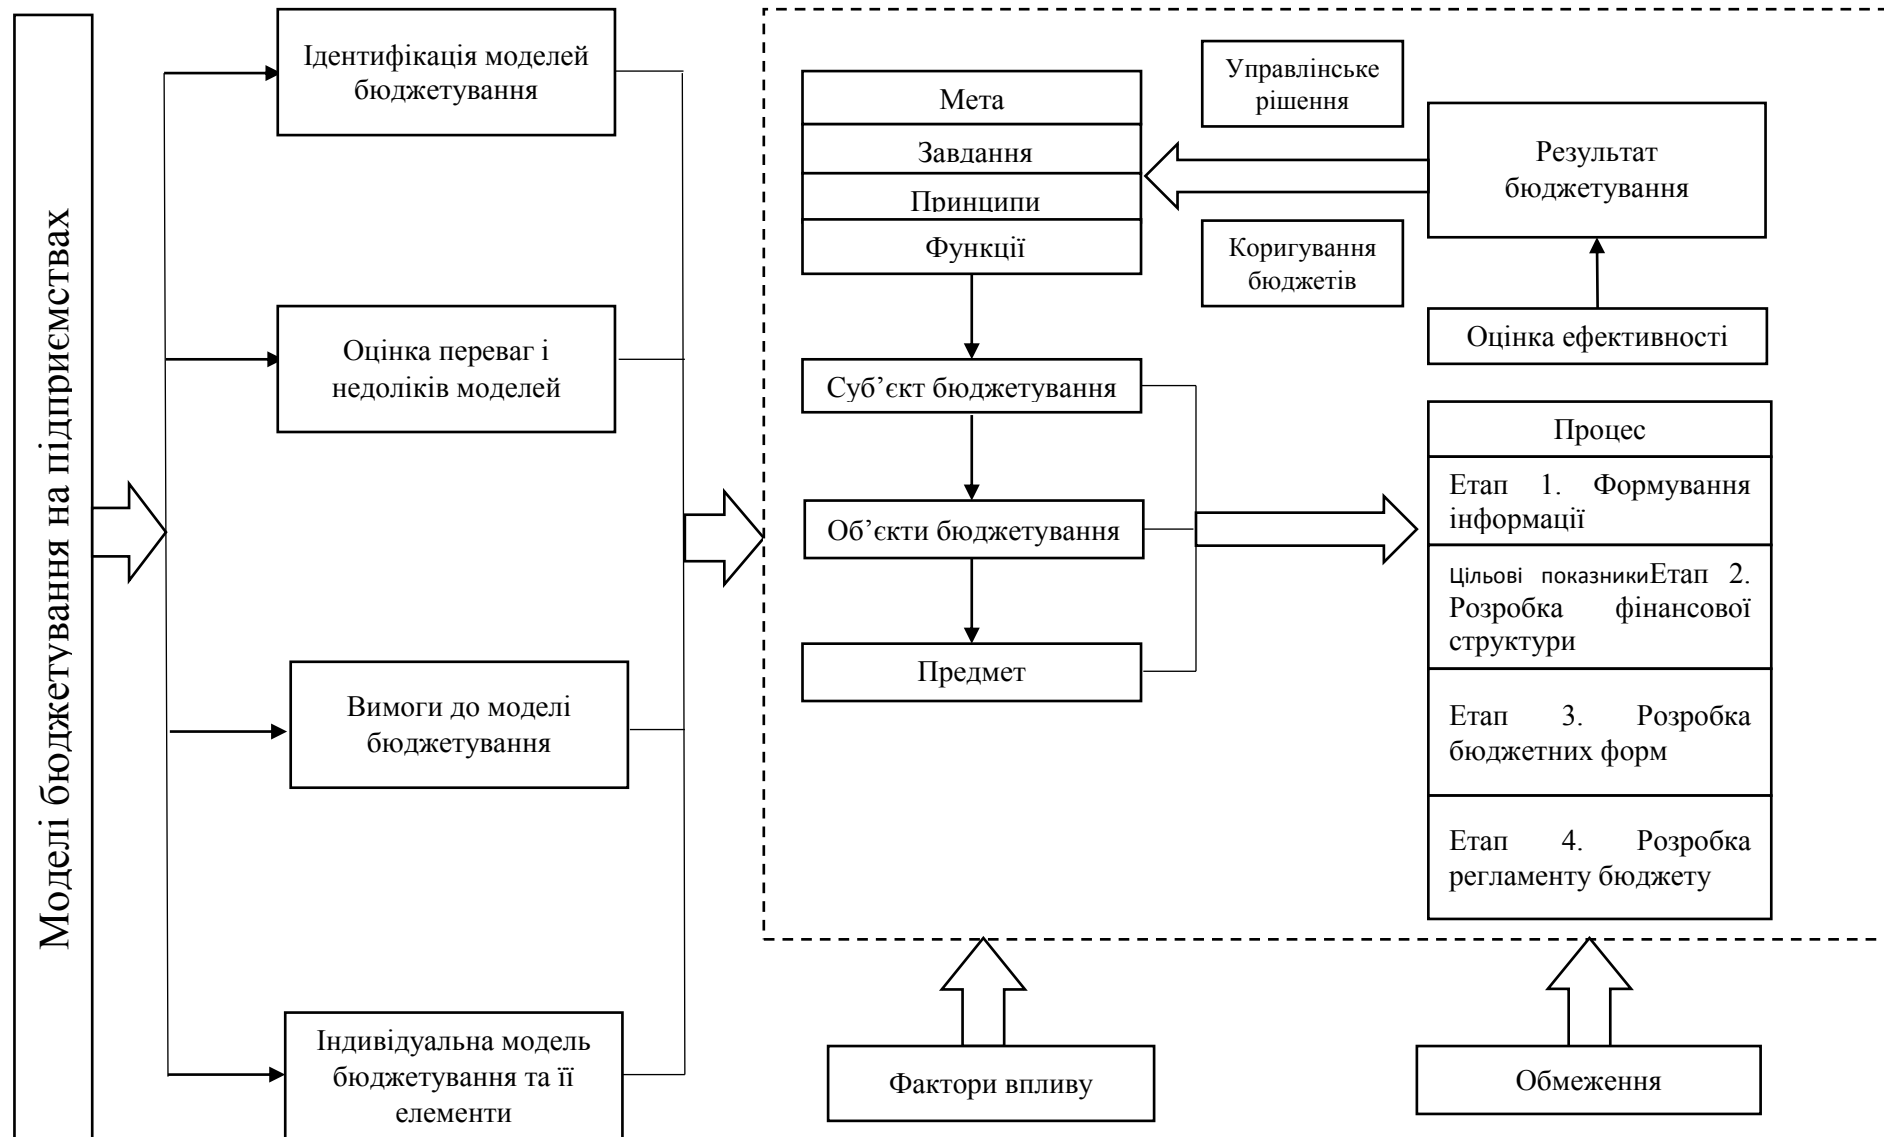 Моделі бюджетування на підприємствах
Ідентифікація моделей
бюджетування
Оцінка переваг і
недоліків моделей
Вимоги до моделі
бюджетування
Індивідуальна модель
бюджетування та її
елементи
Мета
Завдання
Принципи
Функції
Суб’єкт бюджетування
Об’єкти бюджетування
Предмет
Управлінське
рішення
Коригування
бюджетів
Результат
бюджетування
Оцінка ефективності
Процес
Етап 1. Формування
інформації
Цільові показникиЕтап 2.
Розробка фінансової
структури
Етап 3. Розробка
бюджетних форм
Етап 4. Розробка
регламенту бюджету
Фактори впливу
Обмеження